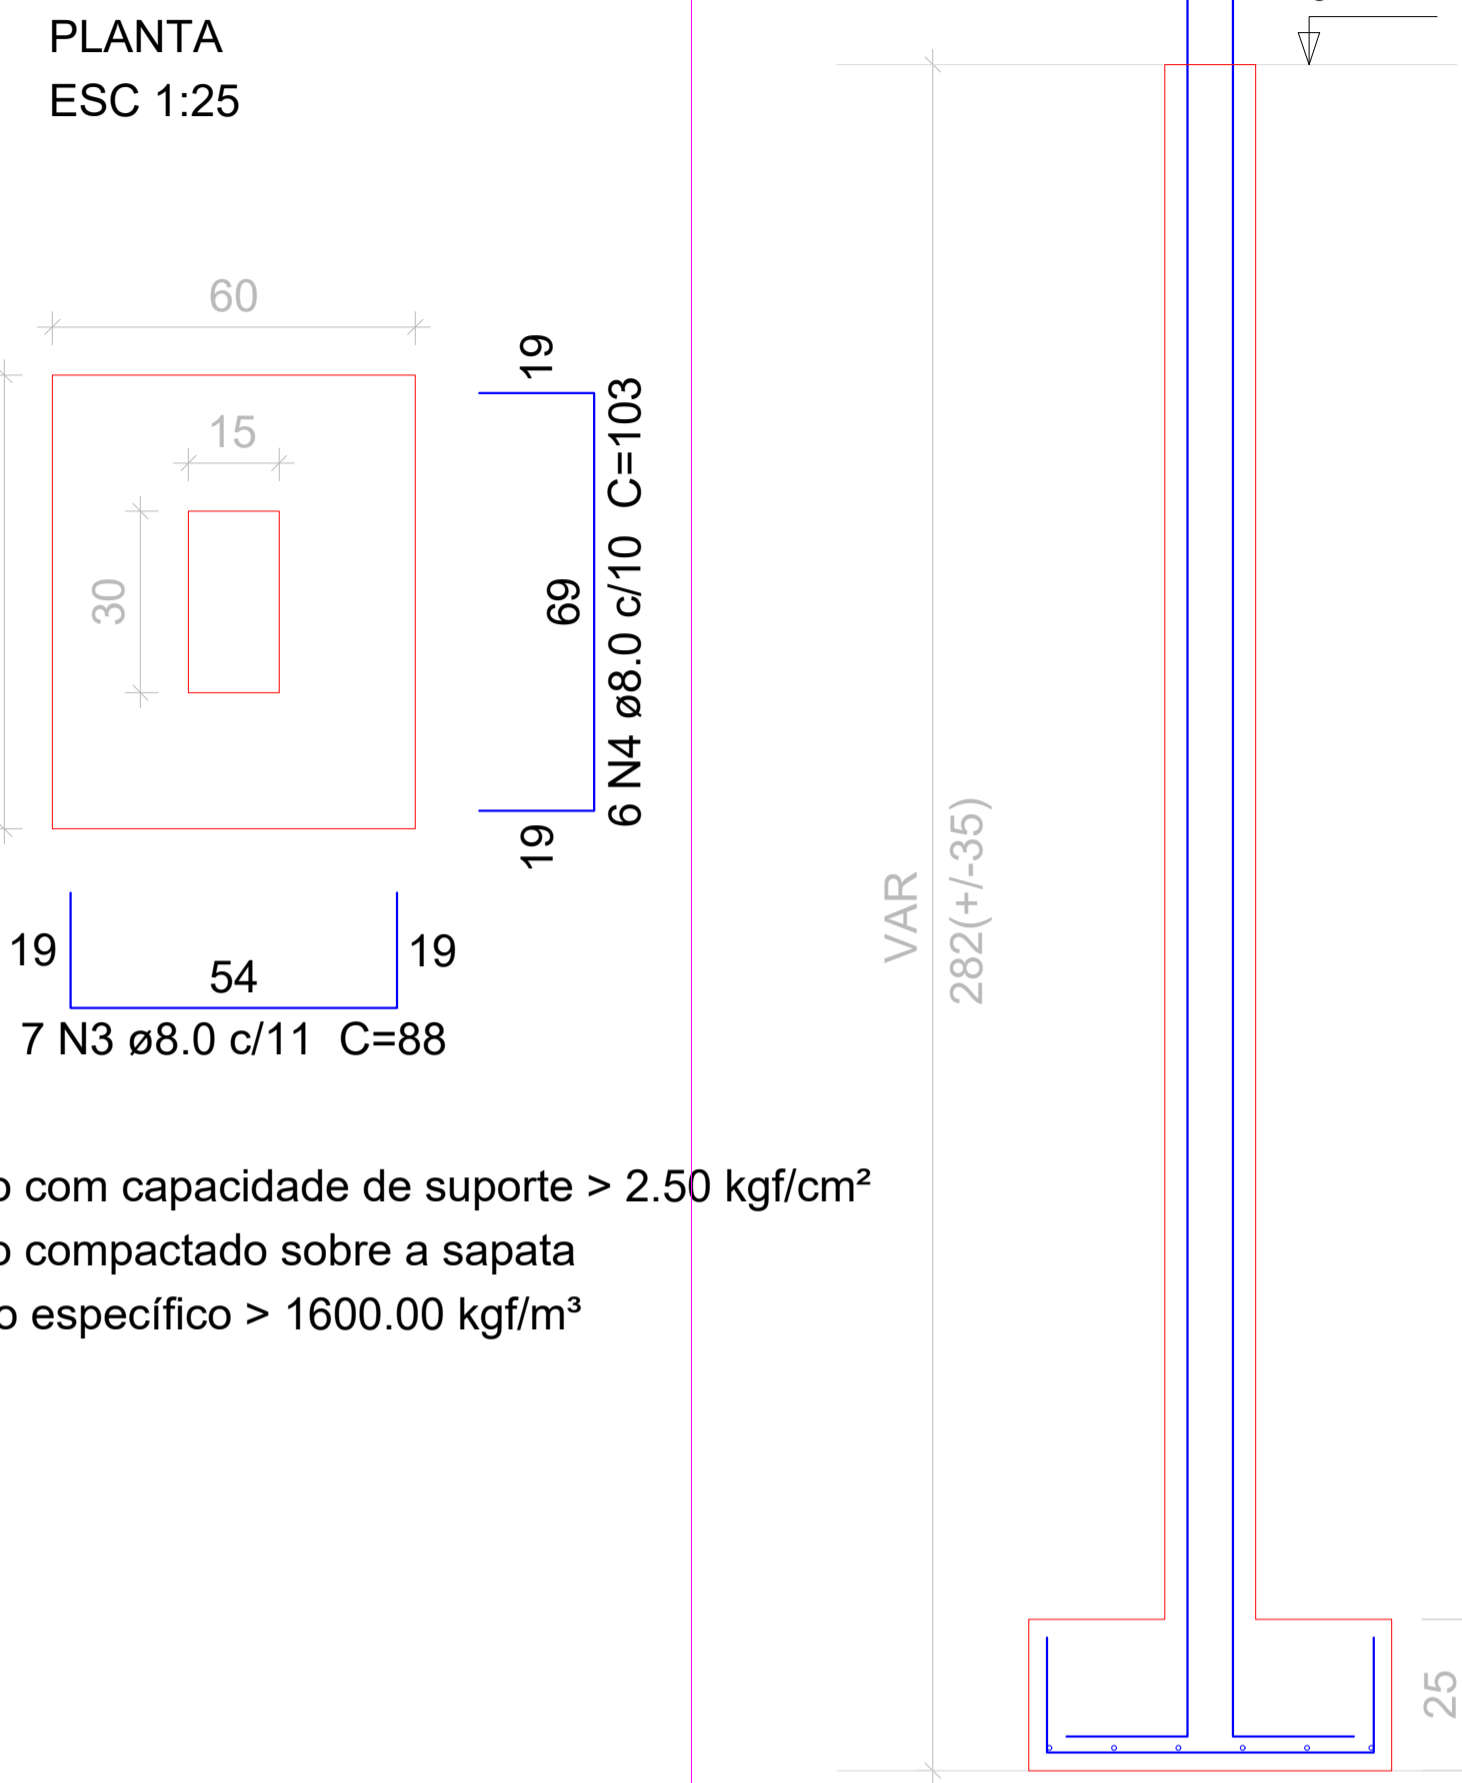 PLANTA
ESC 1:25
60
15
30
19
69
19
6 N4 ø8.0 c/10 C=103
19
54
19
7 N3 ø8.0 c/11 C=88
com capacidade de suporte > 2.50 kgf/cm²
compactado sobre a sapata
específico > 1600.00 kgf/m³
VAR
282(+/-35)
25